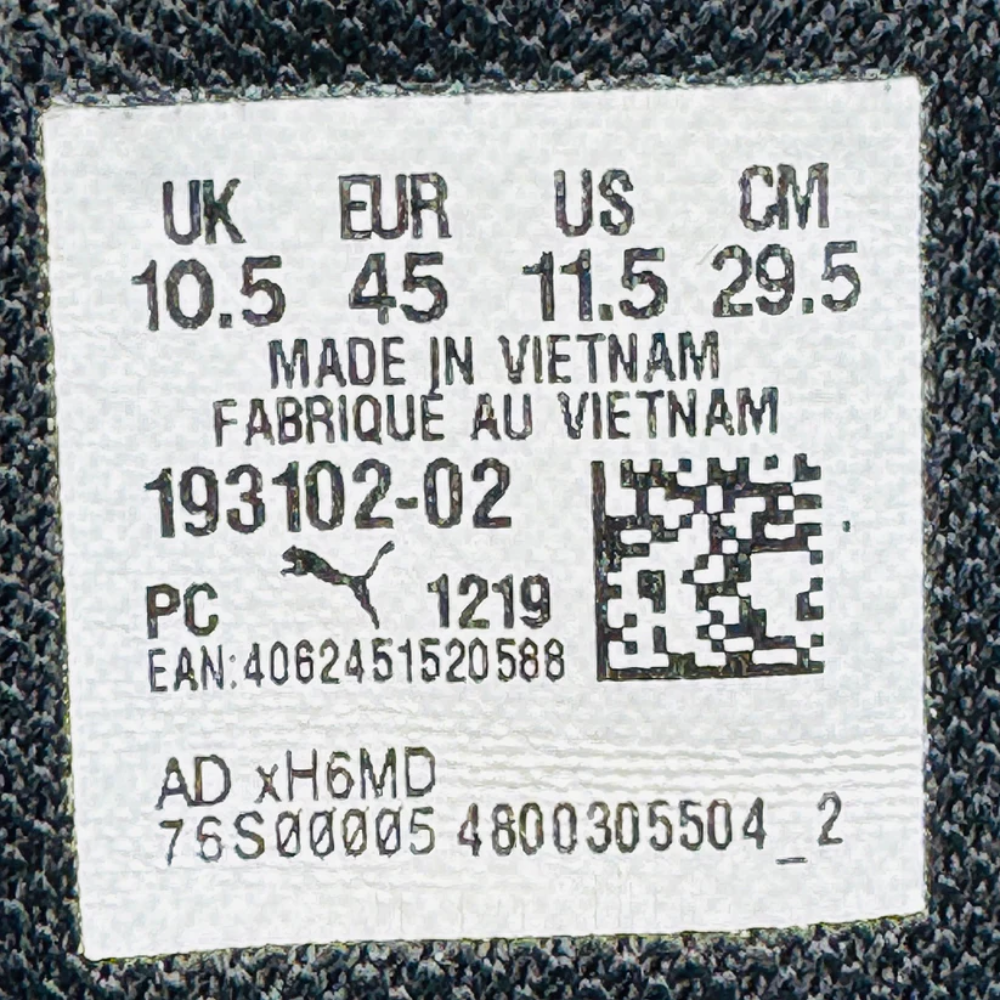 UK EUR US CM
10.5 45 11.5 29.5
MADE IN VIETNAM
FABRIQUÉ AU VIETNAM
193102-02
PC 1219
EAN:4062451520588
AD xH6MD
76S00005 4800305504_2